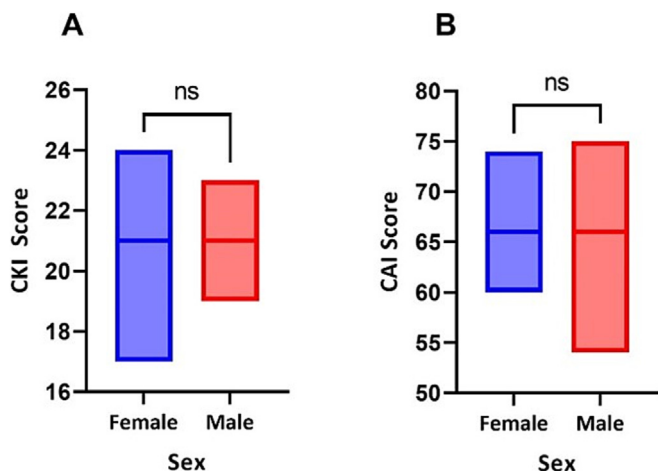 A
ns
CKI Score
26
24
22
20
18
16
Female Male
Sex
B
ns
CAI Score
80
75
70
65
60
55
50
Female Male
Sex